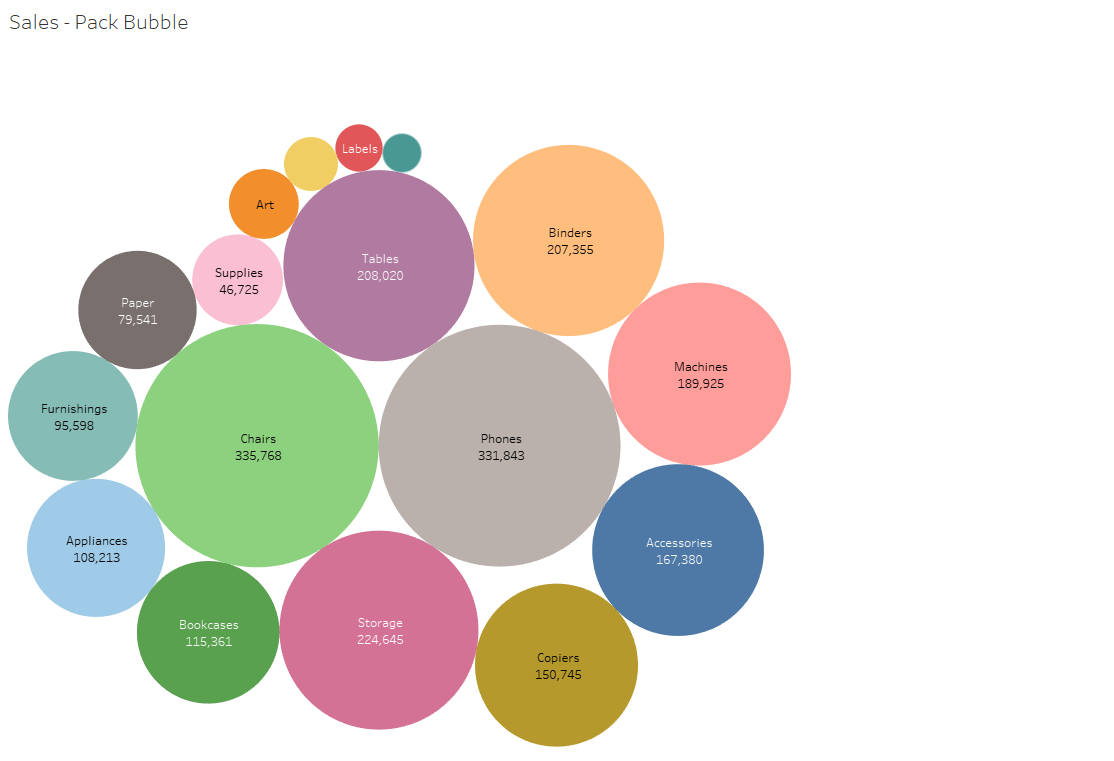 Sales - Pack Bubble
Labels
Art
Binders
207,355
Tables
208,020
Supplies
46,725
Paper
79,541
Machines
189,925
Furnishings
95,598
Chairs
335,768
Phones
331,843
Appliances
108,213
Accessories
167,380
Bookcases
115,361
Storage
224,645
Copiers
150,745